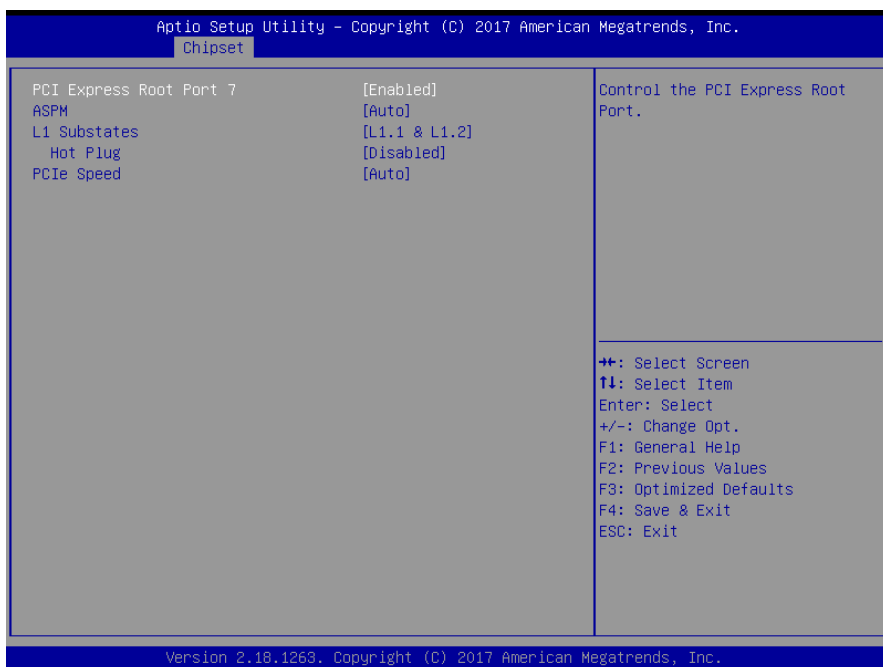 Aptio Setup Utility – Copyright (C) 2017 American Megatrends, Inc.
Chipset
PCI Express Root Port 7 [Enabled]
ASPM [Auto]
L1 Substates [L1.1 & L1.2]
Hot Plug [Disabled]
PCIe Speed [Auto]
Control the PCI Express Root
Port.
→←: Select Screen
↑↓: Select Item
Enter: Select
+/-: Change Opt.
F1: General Help
F2: Previous Values
F3: Optimized Defaults
F4: Save & Exit
ESC: Exit
Version 2.18.1263. Copyright (C) 2017 American Megatrends, Inc.